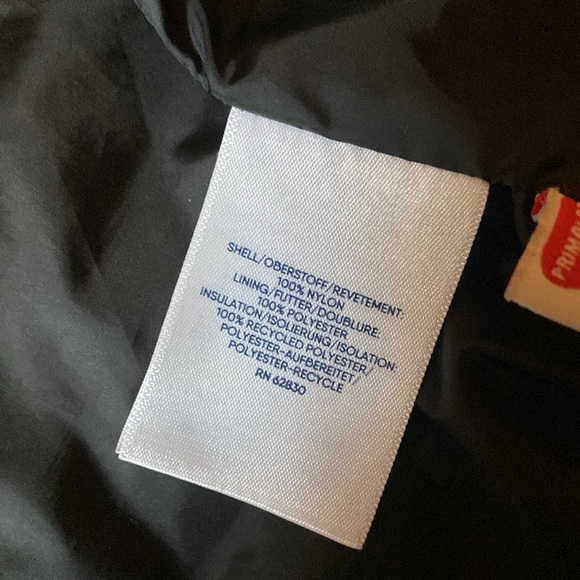 SHELL/OBERSTOFF/REVETEMENT:
100% NYLON
LINING/FUTTER/DOUBLURE:
100% POLYESTER
INSULATION/ISOLIERUNG/ISOLATION:
100% RECYCLED POLYESTER/
POLYESTER-AUFBEREITET/
POLYESTER-RECYCLE
RN 62830